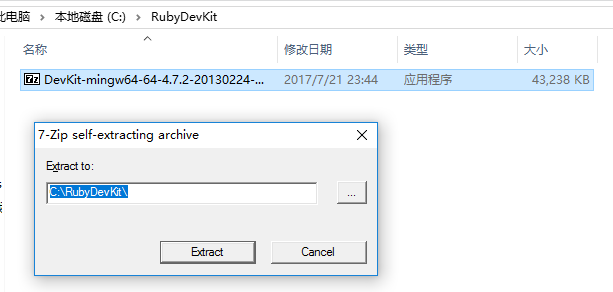 此电脑 › 本地磁盘 (C:) › RubyDevKit
名称 修改日期 类型 大小
DevKit-mingw64-64-4.7.2-20130224-... 2017/7/21 23:44 应用程序 43,238 KB
7-Zip self-extracting archive
Extract to:
C:\RubyDevKit\
...
Extract Cancel